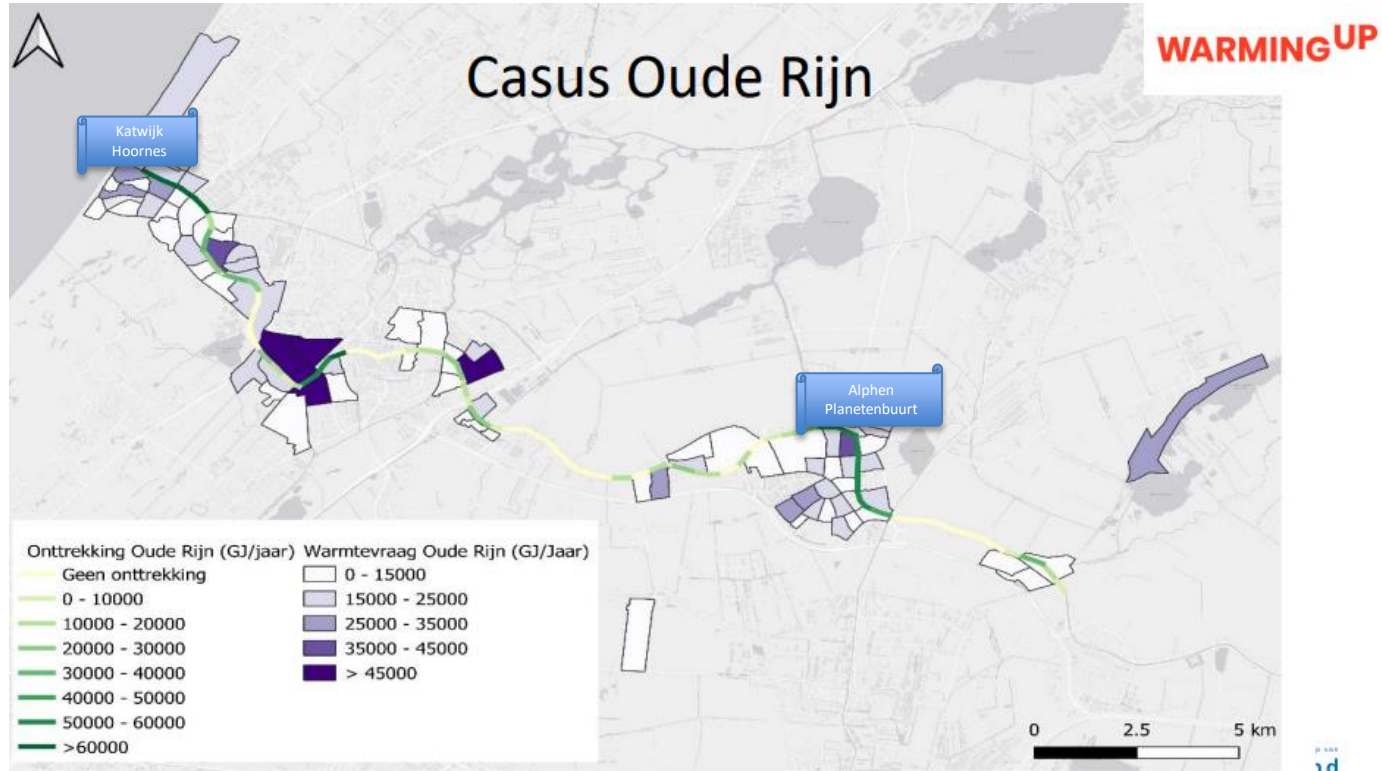 Casus Oude Rijn
WARMINGUP
Katwijk
Hoornes
Alphen
Planetenbuurt
Onttrekking Oude Rijn (GJ/jaar)
Geen onttrekking
0 - 10000
10000 - 20000
20000 - 30000
30000 - 40000
40000 - 50000
50000 - 60000
>60000
Warmtevraag Oude Rijn (GJ/Jaar)
0 - 15000
15000 - 25000
25000 - 35000
35000 - 45000
> 45000
0 2.5 5 km